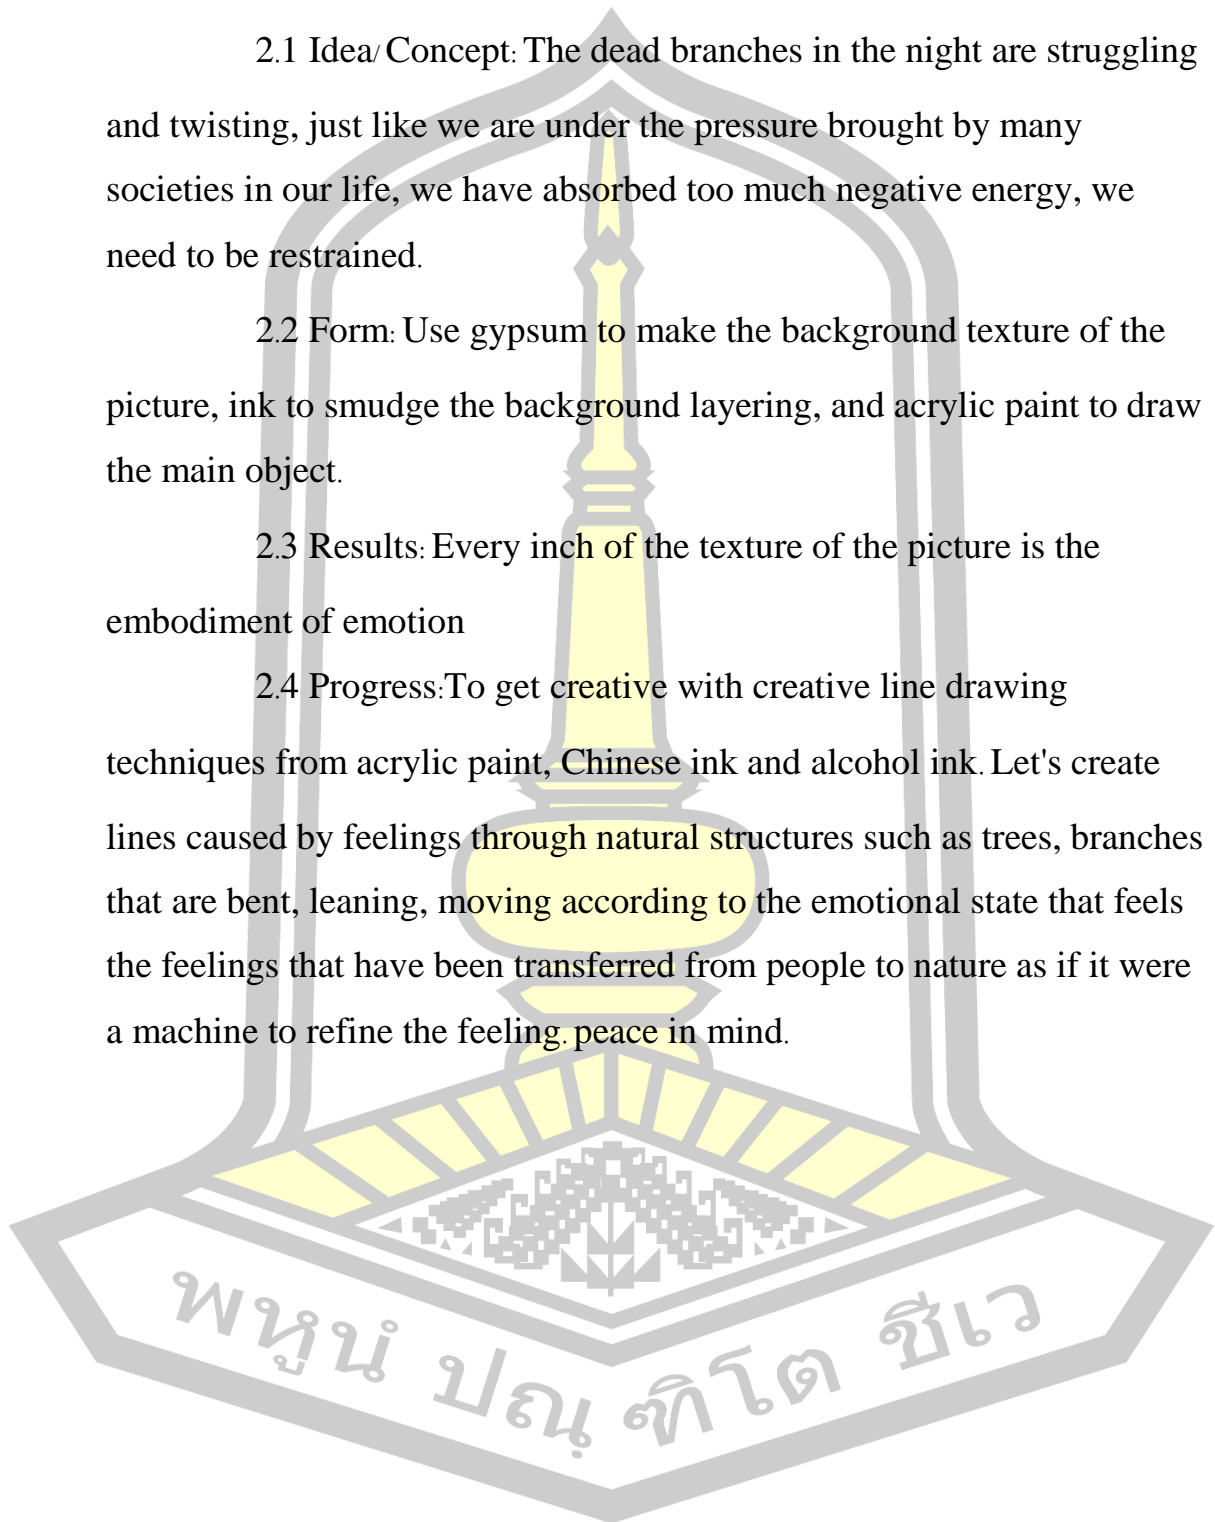 2.1 Idea/ Concept: The dead branches in the night are struggling
and twisting, just like we are under the pressure brought by many
societies in our life, we have absorbed too much negative energy, we
need to be restrained.
2.2 Form: Use gypsum to make the background texture of the
picture, ink to smudge the background layering, and acrylic paint to draw
the main object.
2.3 Results: Every inch of the texture of the picture is the
embodiment of emotion
2.4 Progress:To get creative with creative line drawing
techniques from acrylic paint, Chinese ink and alcohol ink. Let's create
lines caused by feelings through natural structures such as trees, branches
that are bent, leaning, moving according to the emotional state that feels
the feelings that have been transferred from people to nature as if it were
a machine to refine the feeling. peace in mind.
พหูนํ ปณฺ ฑิโต ชีเว